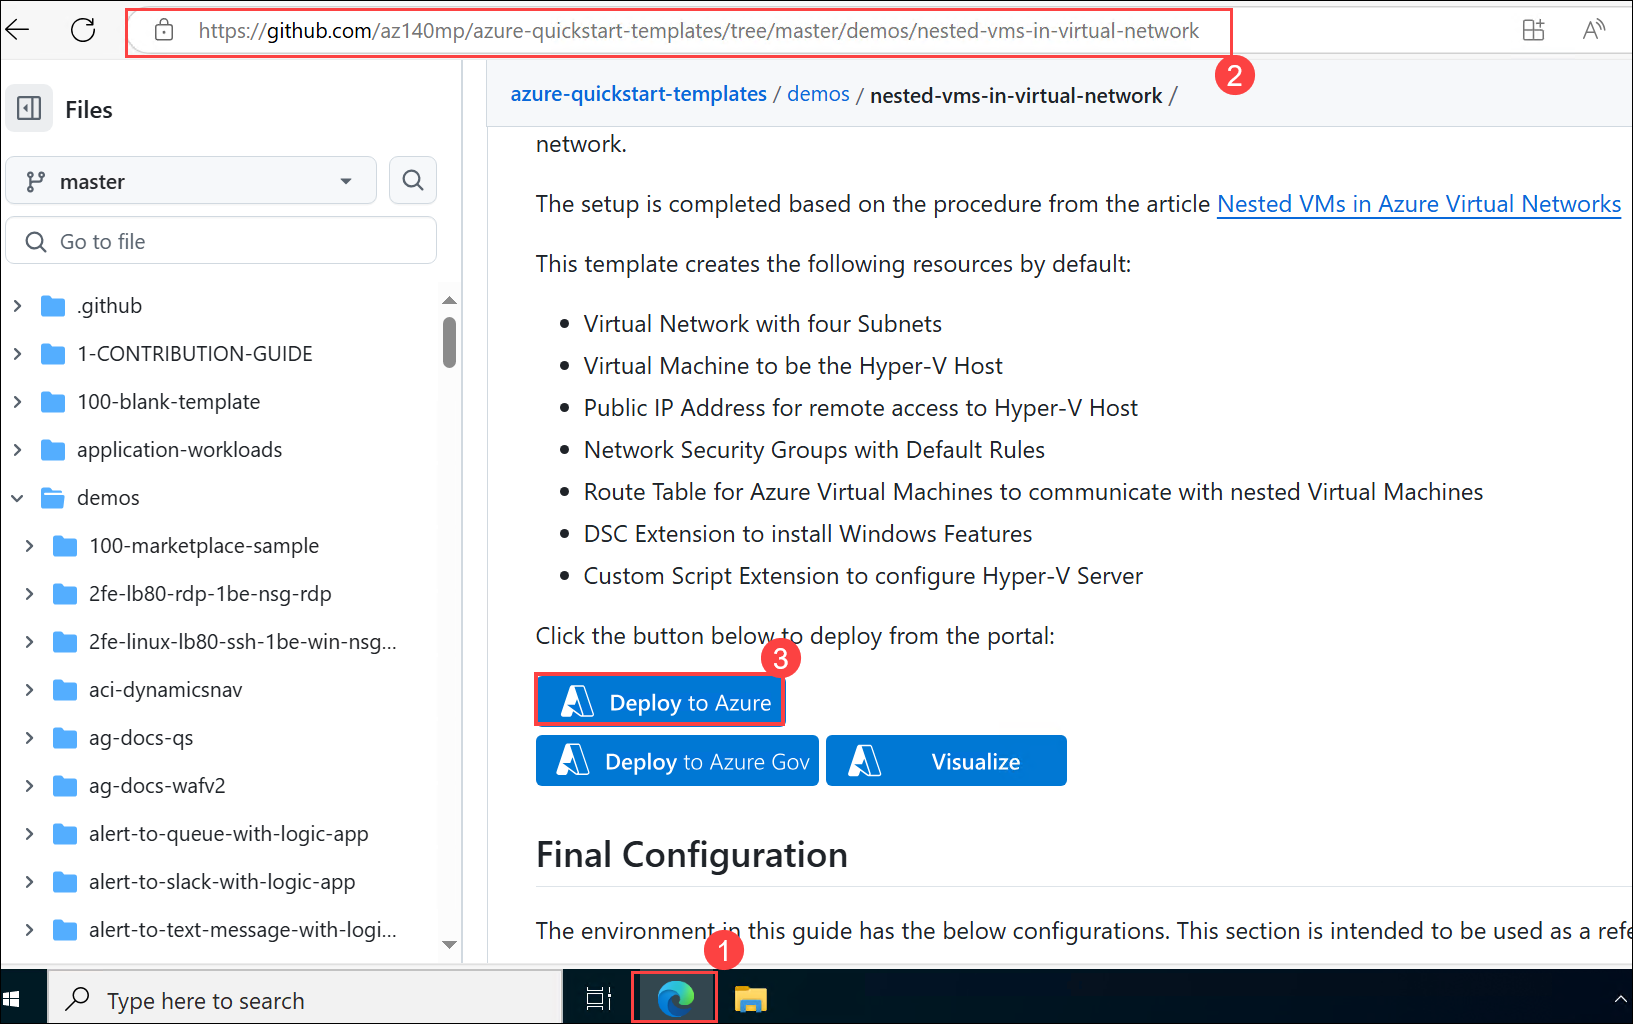 https://github.com/az140mp/azure-quickstart-templates/tree/master/demos/nested-vms-in-virtual-network
2
Files
master
Go to file
.github
1-CONTRIBUTION-GUIDE
100-blank-template
application-workloads
demos
100-marketplace-sample
2fe-lb80-rdp-1be-nsg-rdp
2fe-linux-lb80-ssh-1be-win-nsg...
aci-dynamicsnav
ag-docs-qs
ag-docs-wafv2
alert-to-queue-with-logic-app
alert-to-slack-with-logic-app
alert-to-text-message-with-logi...
azure-quickstart-templates / demos / nested-vms-in-virtual-network /
network.
The setup is completed based on the procedure from the article Nested VMs in Azure Virtual Networks
This template creates the following resources by default:
• Virtual Network with four Subnets
• Virtual Machine to be the Hyper-V Host
• Public IP Address for remote access to Hyper-V Host
• Network Security Groups with Default Rules
• Route Table for Azure Virtual Machines to communicate with nested Virtual Machines
• DSC Extension to install Windows Features
• Custom Script Extension to configure Hyper-V Server
Click the button below to deploy from the portal:
3
Deploy to Azure
Deploy to Azure Gov
Visualize
Final Configuration
The environment in this guide has the below configurations. This section is intended to be used as a refe
1
Type here to search